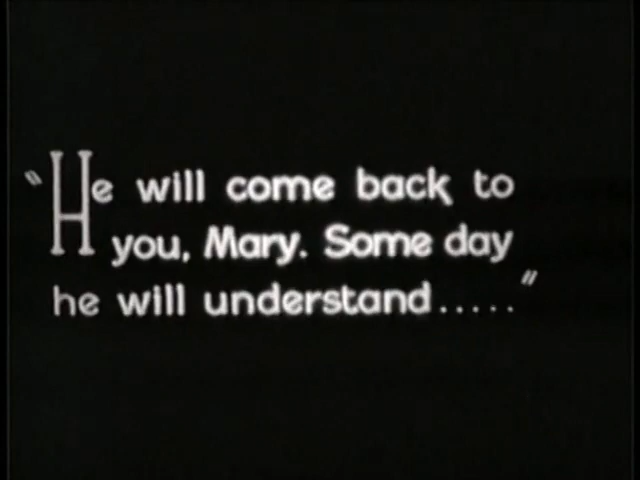 "He will come back to
you, Mary. Some day
he will understand....."